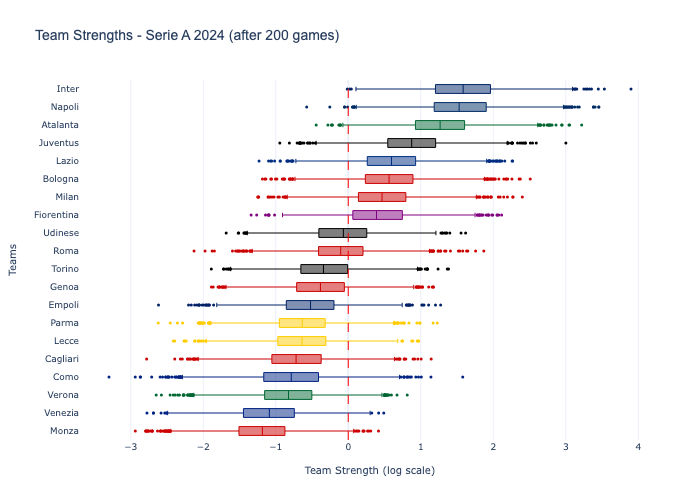 Team Strengths - Serie A 2024 (after 200 games)
Inter
Napoli
Atalanta
Juventus
Lazio
Bologna
Milan
Fiorentina
Udinese
Roma
Torino
Genoa
Empoli
Parma
Lecce
Cagliari
Como
Verona
Venezia
Monza
Teams
−3 −2 −1 0 1 2 3 4
Team Strength (log scale)